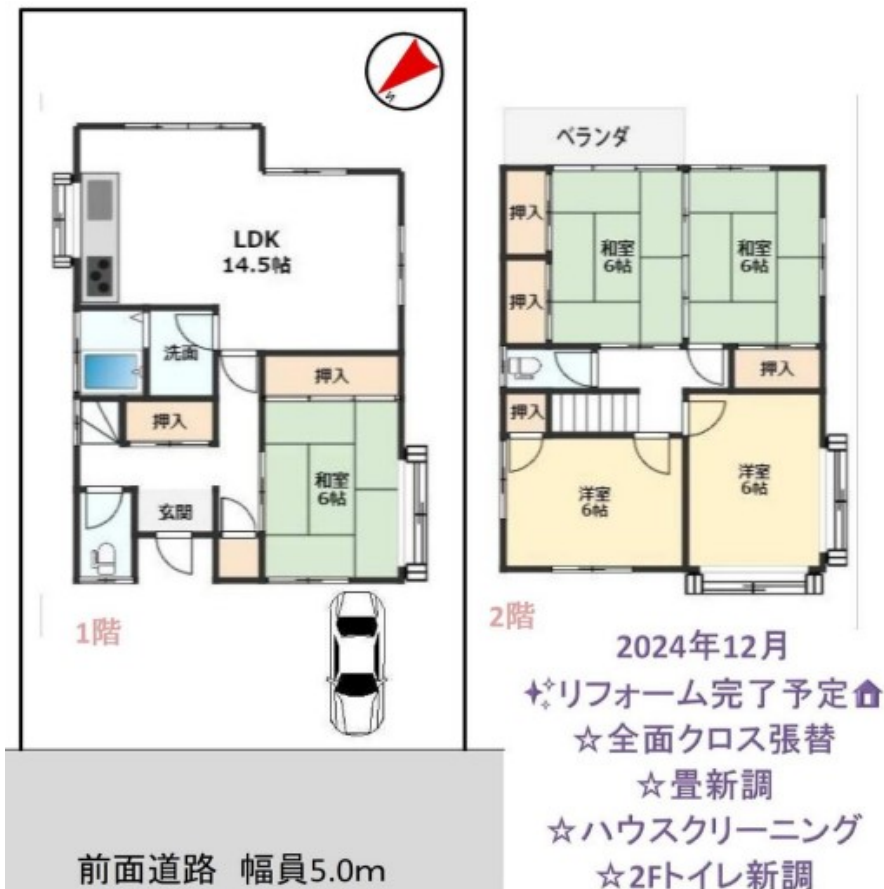 N
ベランダ
LDK
14.5帖
押入
和室
6帖
和室
6帖
押入
洗面
押入
押入
押入
押入
和室
6帖
玄関
洋室
6帖
洋室
6帖
1階
2階
2024年12月
リフォーム完了予定
☆全面クロス張替
☆畳新調
☆ハウスクリーニング
☆2Fトイレ新調
前面道路 幅員5.0m